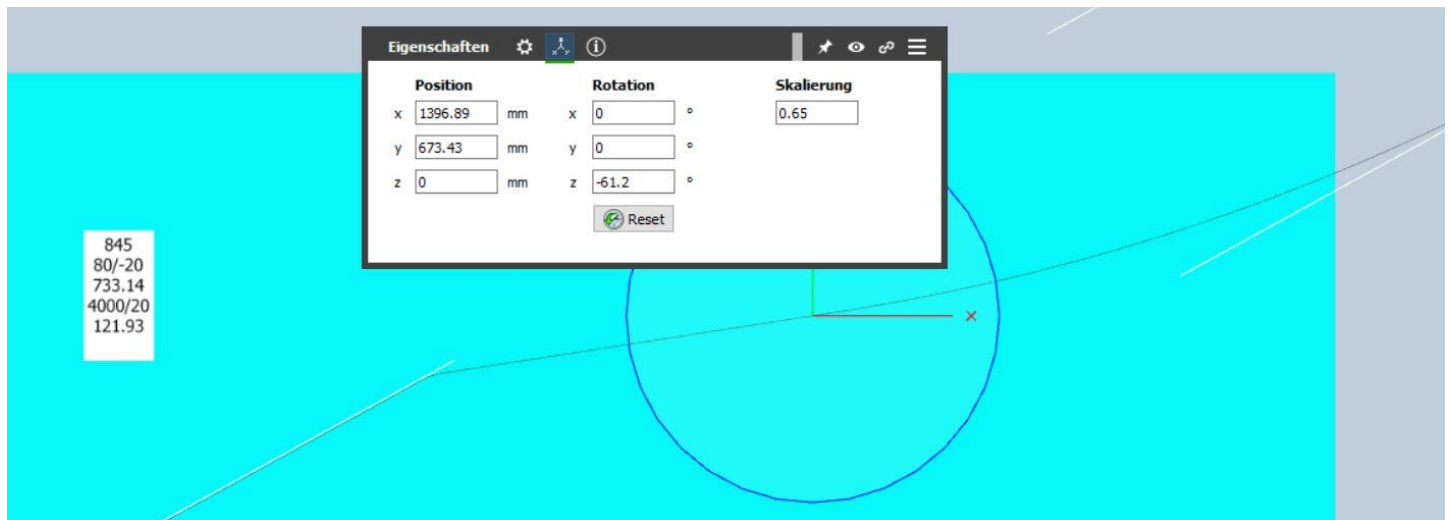 Eigenschaften
Position Rotation Skalierung
x 1396.89 mm x 0 ° 0.65
y 673.43 mm y 0 °
z 0 mm z -61.2 °
Reset
845
80/-20
733.14
4000/20
121.93
x